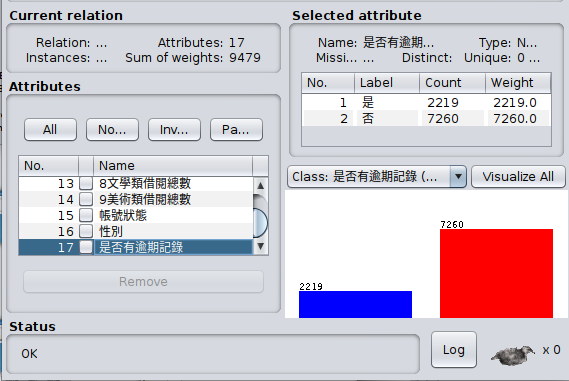 Current relation
Relation: ... Attributes: 17
Instances: ... Sum of weights: 9479
Attributes
All No... Inv... Pa...
No. Name
13 8文學類借閱總數
14 9美術類借閱總數
15 帳號狀態
16 性別
17 是否有逾期記錄
Remove
Status
OK
Selected attribute
Name: 是否有逾期... Type: N...
Missi... ... Distinct: Unique: 0 ...
No. Label Count Weight
1 是 2219 2219.0
2 否 7260 7260.0
Class: 是否有逾期記錄 (... Visualize All
7260
2219
Log x 0